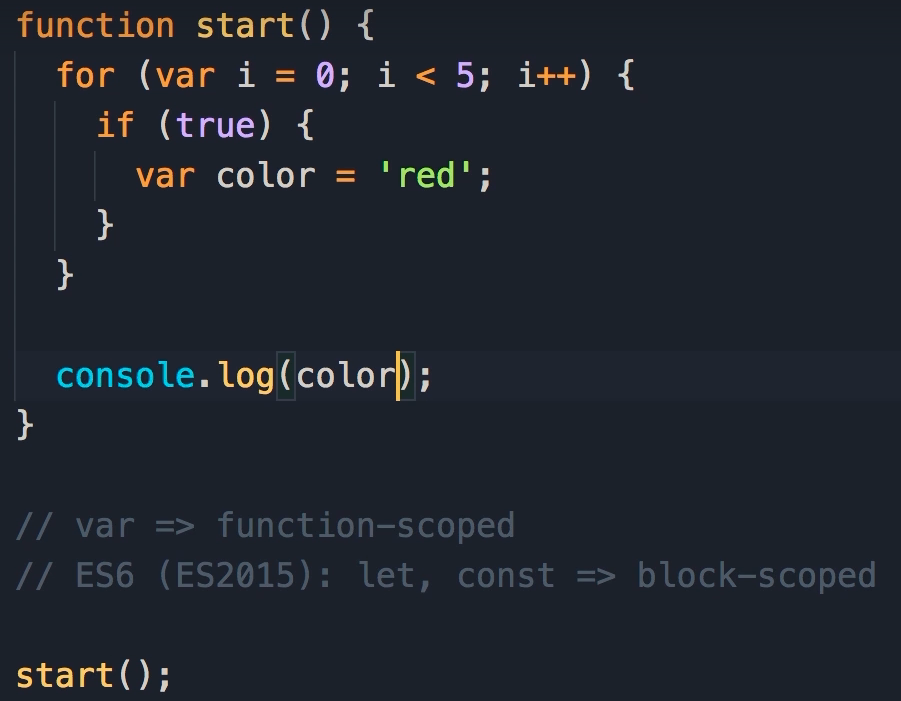 function start() {
  for (var i = 0; i < 5; i++) {
    if (true) {
      var color = 'red';
    }
  }

  console.log(color);
}

// var => function-scoped
// ES6 (ES2015): let, const => block-scoped

start();